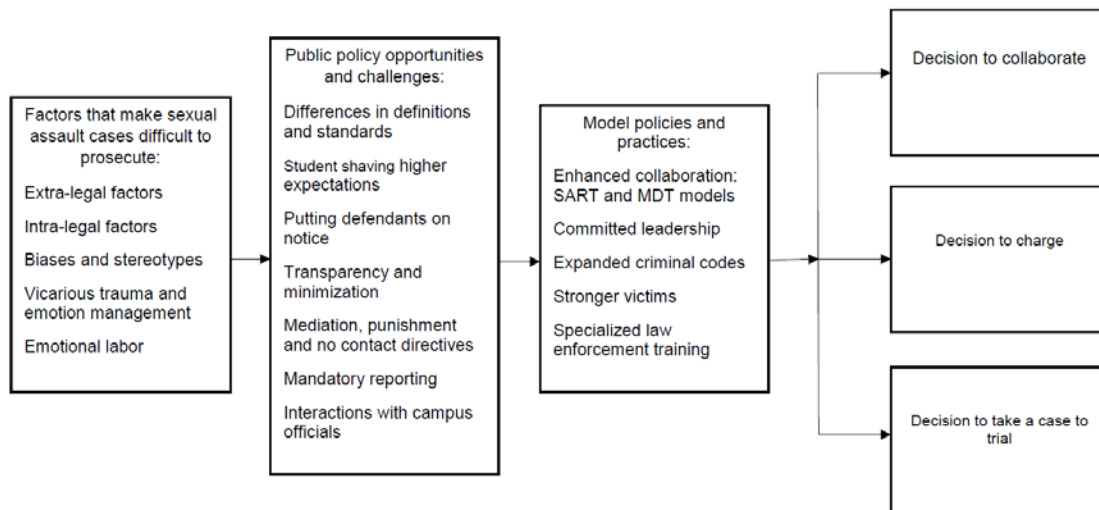 Factors that make sexual
assault cases difficult to
prosecute:
Extra-legal factors
Intra-legal factors
Biases and stereotypes
Vicarious trauma and
emotion management
Emotional labor
Public policy opportunities
and challenges:
Differences in definitions
and standards
Student shaving higher
expectations
Putting defendants on
notice
Transparency and
minimization
Mediation, punishment
and no contact directives
Mandatory reporting
Interactions with campus
officials
Model policies and
practices:
Enhanced collaboration:
SART and MDT models
Committed leadership
Expanded criminal codes
Stronger victims
Specialized law
enforcement training
Decision to collaborate
Decision to charge
Decision to take a case to
trial